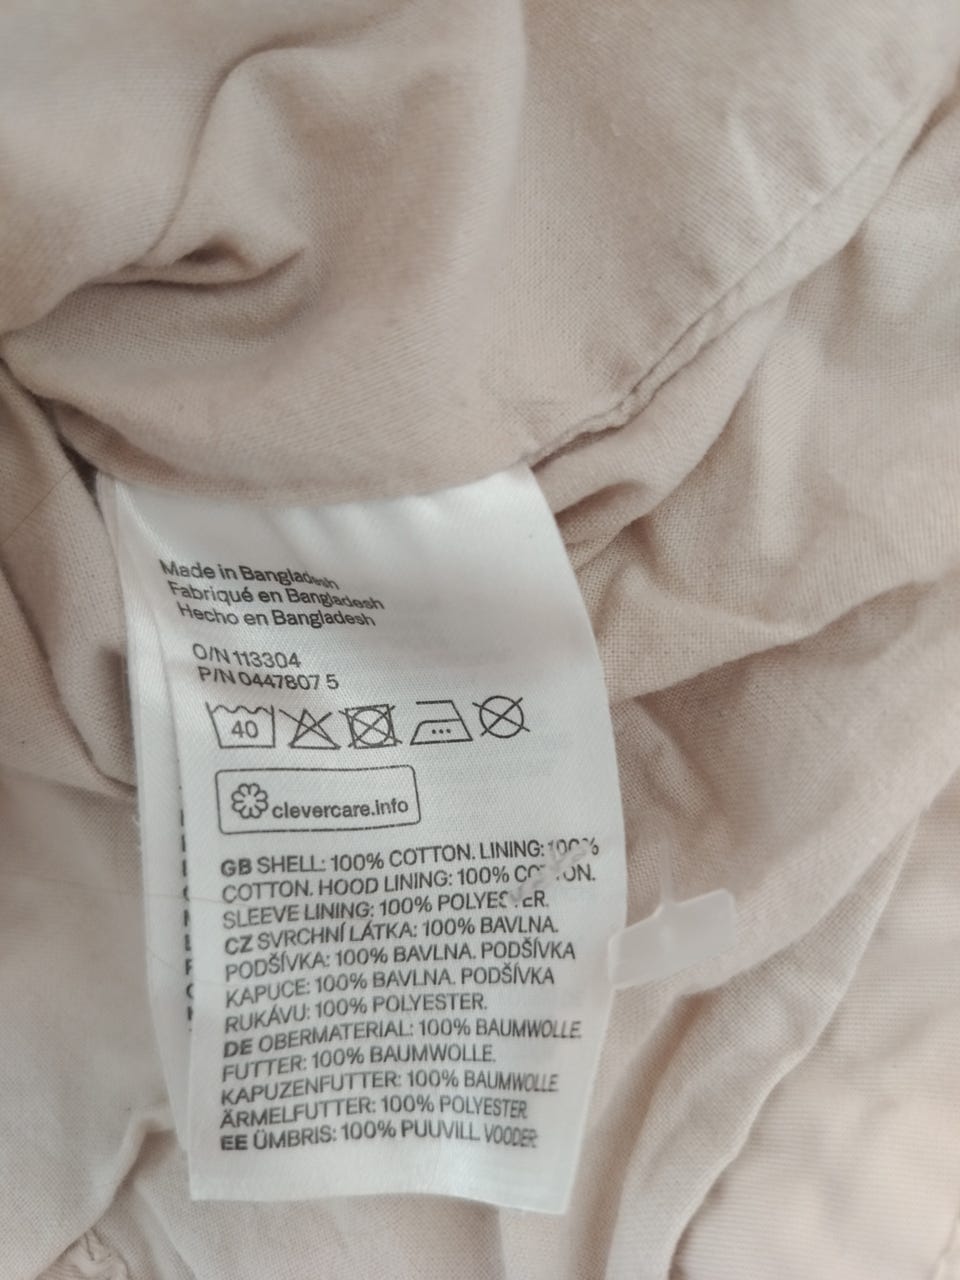 Made in Bangladesh
Fabriqué en Bangladesh
Hecho en Bangladesh
O/N 113304
P/N 0447807 5
40
clevercare.info
GB SHELL: 100% COTTON. LINING: 100%
COTTON. HOOD LINING: 100% COTTON.
SLEEVE LINING: 100% POLYESTER.
CZ SVRCHNÍ LÁTKA: 100% BAVLNA.
PODŠÍVKA: 100% BAVLNA. PODŠÍVKA
KAPUCE: 100% BAVLNA. PODŠÍVKA
RUKÁVU: 100% POLYESTER.
DE OBERMATERIAL: 100% BAUMWOLLE.
FUTTER: 100% BAUMWOLLE.
KAPUZENFUTTER: 100% BAUMWOLLE
ÄRMELFUTTER: 100% POLYESTER
EE ÜMBRIS: 100% PUUVILL VOODER: